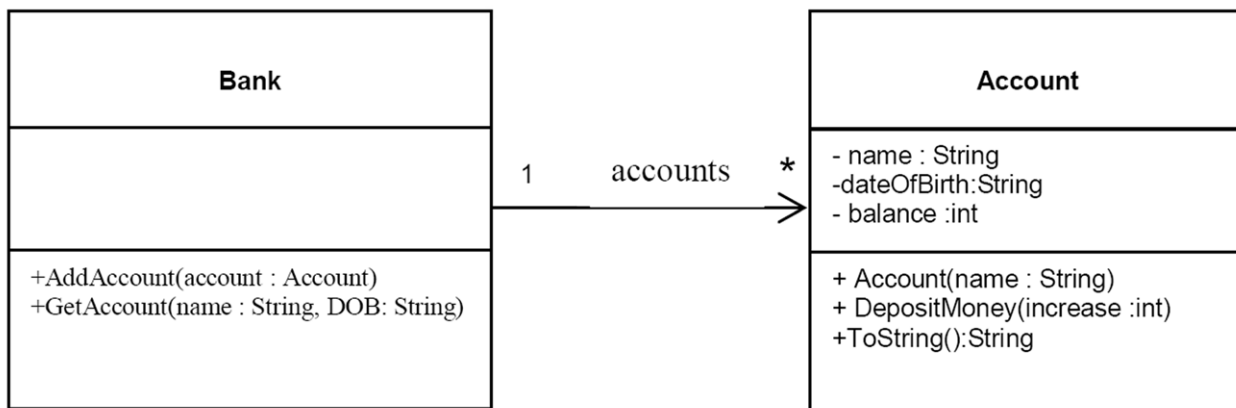 Bank
+AddAccount(account : Account)
+GetAccount(name : String, DOB: String)
1 accounts *
Account
- name : String
-dateOfBirth:String
- balance :int
+ Account(name : String)
+ DepositMoney(increase :int)
+ToString():String